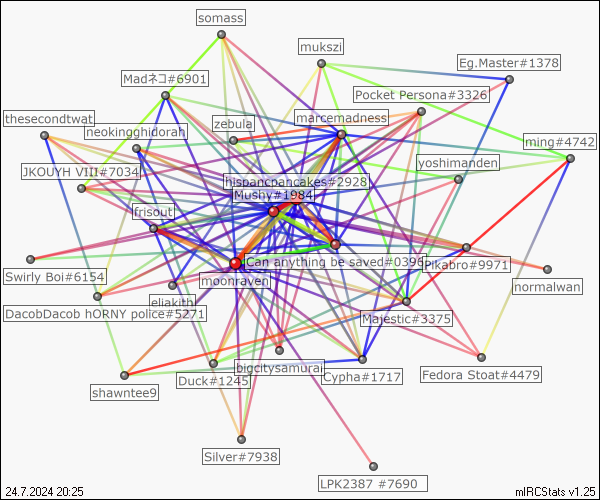 somass
mukszi
Eg.Master#1378
Madネコ#6901
Pocket Persona#3326
thesecondtwat
neokingghidorah
zebula
marcemadness
ming#4742
yoshimanden
JKOUYH VIII#7034
hispancpancakes#2928
Mushy#1984
frisout
Can anything be saved#0396
Pikabro#9971
Swirly Boi#6154
moonraven
normalwan
eliakith
DacobDacob hORNY police#5271
Majestic#3375
bigcitysamurai
Cypha#1717
Fedora Stoat#4479
Duck#1245
shawntee9
Silver#7938
LPK2387 #7690
24.7.2024 20:25
mIRCStats v1.25